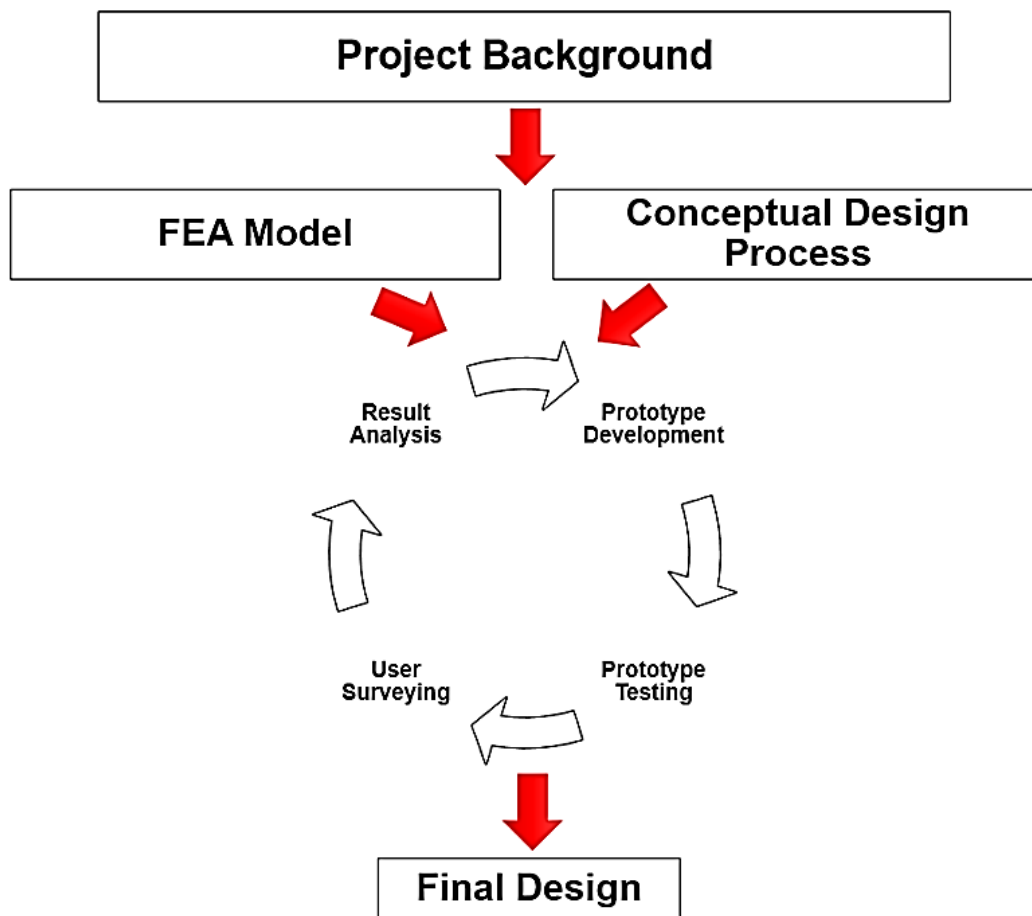 Project Background
FEA Model
Conceptual Design
Process
Result
Analysis
Prototype
Development
User
Surveying
Prototype
Testing
Final Design